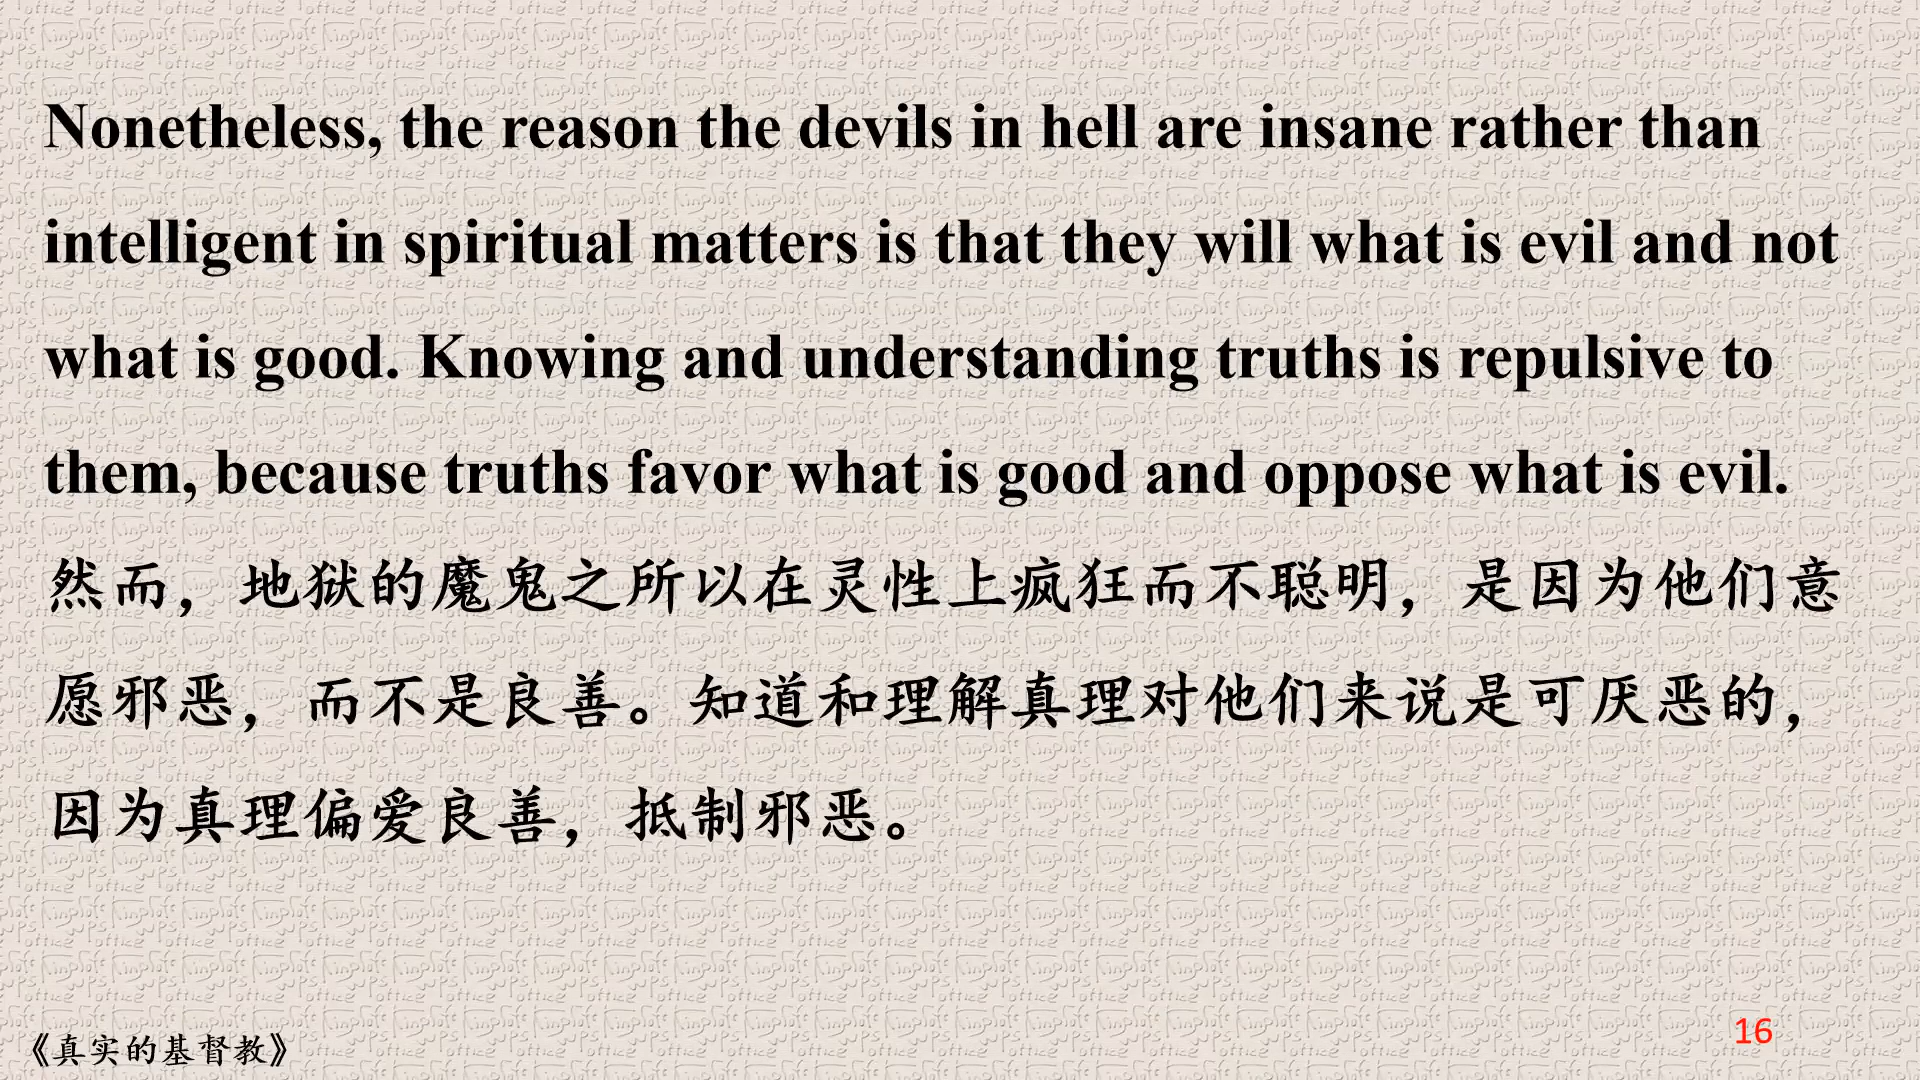 Nonetheless, the reason the devils in hell are insane rather than
intelligent in spiritual matters is that they will what is evil and not
what is good. Knowing and understanding truths is repulsive to
them, because truths favor what is good and oppose what is evil.
然而，地狱的魔鬼之所以在灵性上疯狂而不聪明，是因为他们意
愿邪恶，而不是良善。知道和理解真理对他们来说是可厌恶的，
因为真理偏爱良善，抵制邪恶。
《真实的基督教》
16